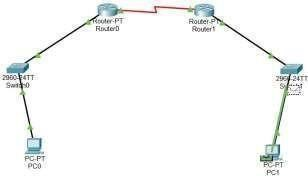 Router-PT
Router0
Router-PT
Router1
2960-24TT
Switch0
2960-24TT
PC-PT
PC0
PC-PT
PC1